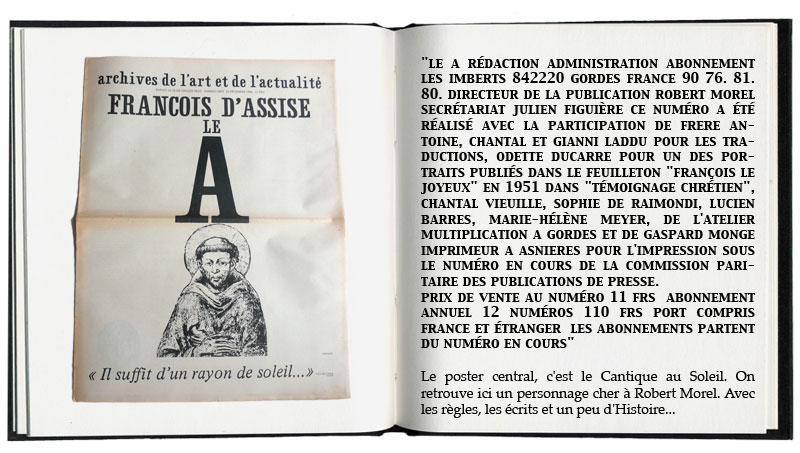 archives de l'art et de l'actualité
FRANCOIS D'ASSISE
LE
A
« Il suffit d'un rayon de soleil...»
"LE A RÉDACTION ADMINISTRATION ABONNEMENT
LES IMBERTS 842220 GORDES FRANCE 90 76. 81.
80. DIRECTEUR DE LA PUBLICATION ROBERT MOREL
SECRÉTARIAT JULIEN FIGUIÈRE CE NUMÉRO A ÉTÉ
RÉALISÉ AVEC LA PARTICIPATION DE FRERE AN-
TOINE, CHANTAL ET GIANNI LADDU POUR LES TRA-
DUCTIONS, ODETTE DUCARRE POUR UN DES POR-
TRAITS PUBLIÉS DANS LE FEUILLETON "FRANÇOIS LE
JOYEUX" EN 1951 DANS "TÉMOIGNAGE CHRÉTIEN",
CHANTAL VIEUILLE, SOPHIE DE RAIMONDI, LUCIEN
BARRES, MARIE-HÉLÈNE MEYER, DE L'ATELIER
MULTIPLICATION A GORDES ET DE GASPARD MONGE
IMPRIMEUR A ASNIERES POUR L'IMPRESSION SOUS
LE NUMÉRO EN COURS DE LA COMMISSION PARI-
TAIRE DES PUBLICATIONS DE PRESSE.
PRIX DE VENTE AU NUMÉRO 11 FRS ABONNEMENT
ANNUEL 12 NUMÉROS 110 FRS PORT COMPRIS
FRANCE ET ÉTRANGER LES ABONNEMENTS PARTENT
DU NUMÉRO EN COURS"
Le poster central, c'est le Cantique au Soleil. On
retrouve ici un personnage cher à Robert Morel. Avec
les règles, les écrits et un peu d'Histoire...